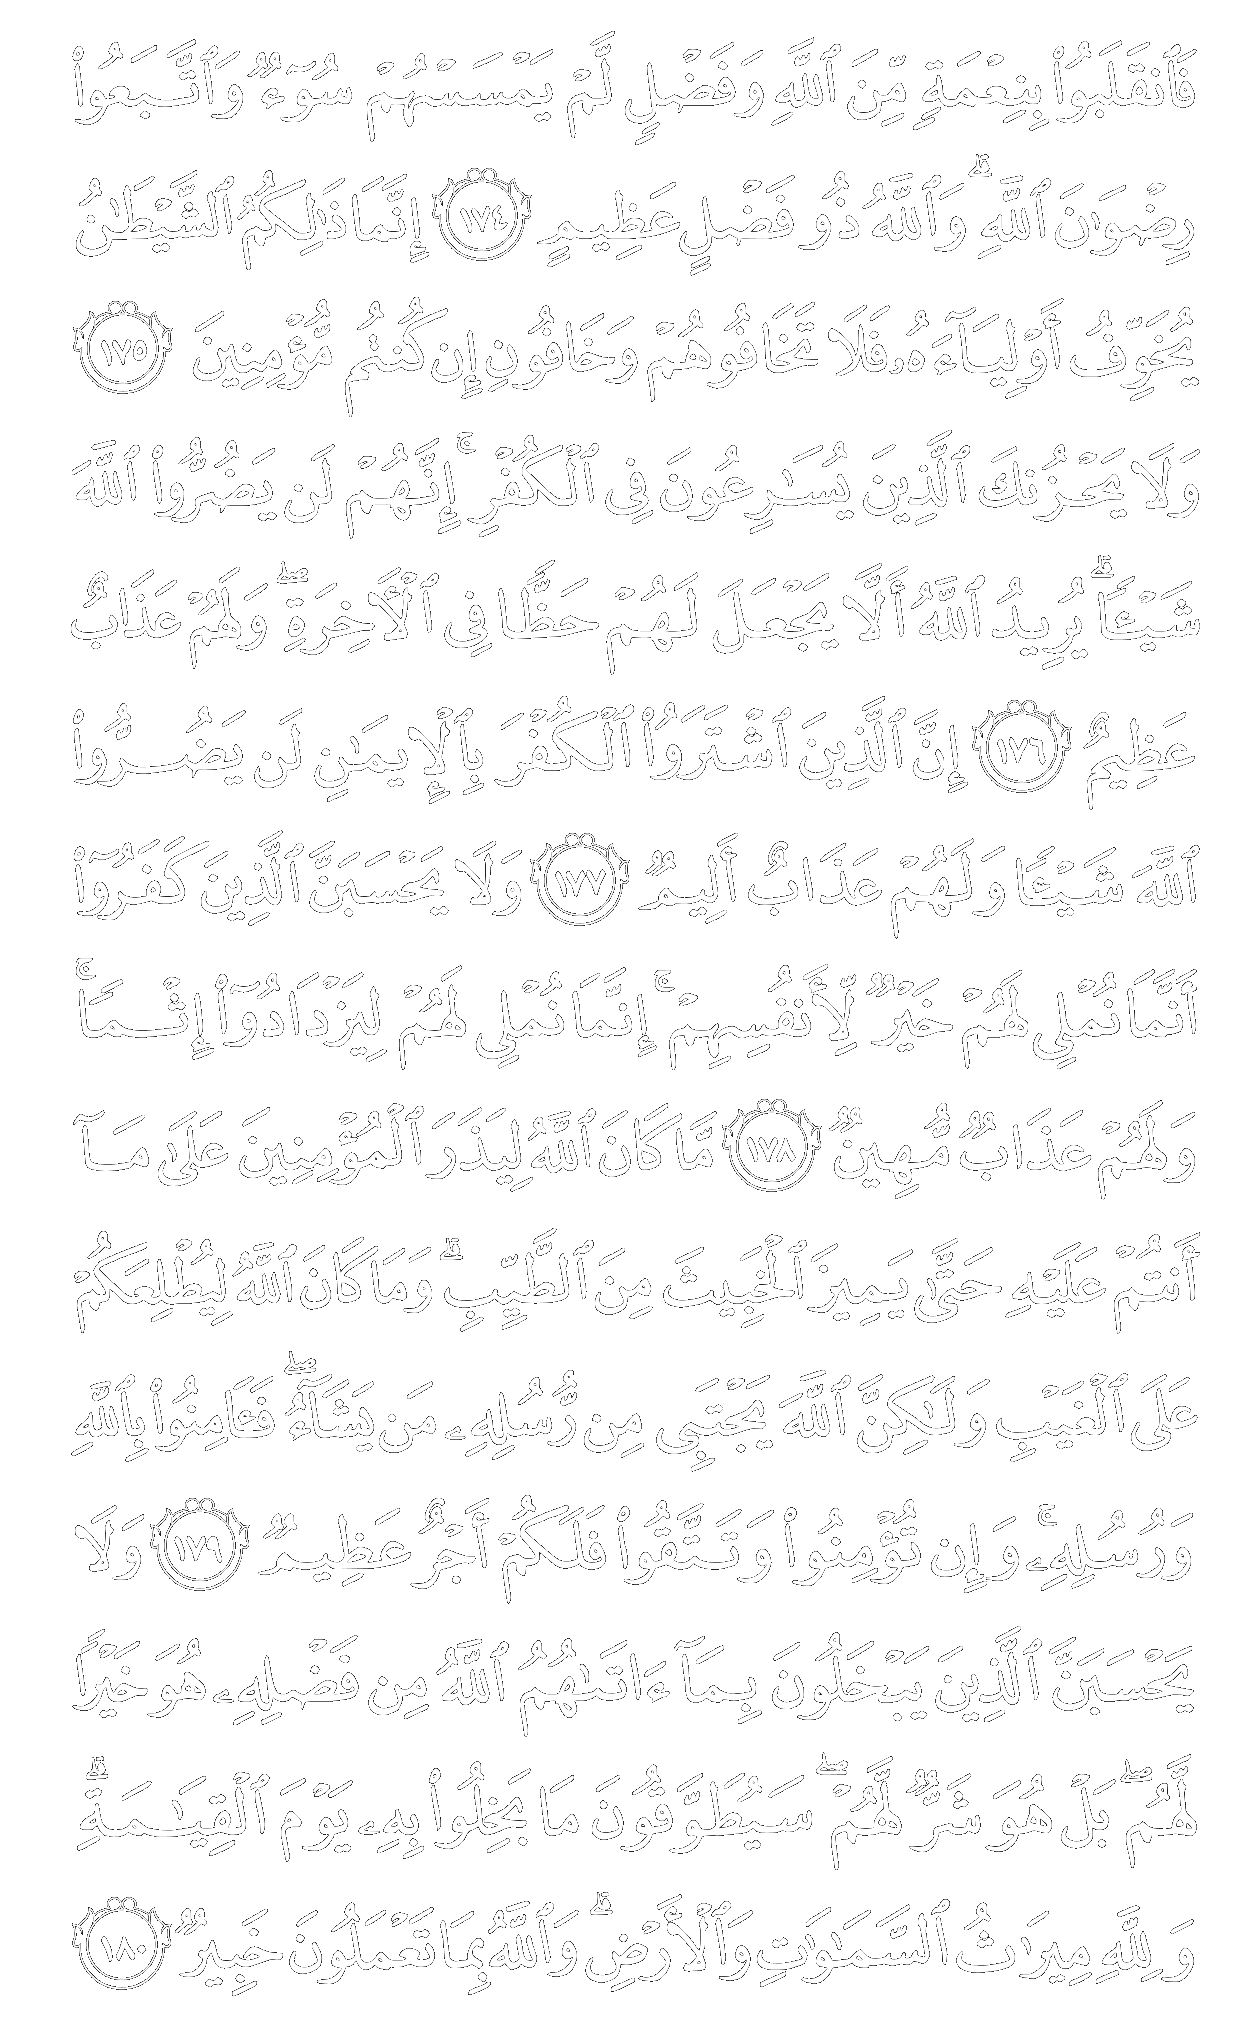 فَٱنقَلَبُوا۟ بِنِعْمَةٍ مِّنَ ٱللَّهِ وَفَضْلٍ لَّمْ يَمْسَسْهُمْ سُوٓءٌ وَٱتَّبَعُوا۟
رِضْوَٰنَ ٱللَّهِ ۗ وَٱللَّهُ ذُو فَضْلٍ عَظِيمٍ ١٧٤ إِنَّمَا ذَٰلِكُمُ ٱلشَّيْطَٰنُ
يُخَوِّفُ أَوْلِيَآءَهُۥ فَلَا تَخَافُوهُمْ وَخَافُونِ إِن كُنتُم مُّؤْمِنِينَ ١٧٥
وَلَا يَحْزُنكَ ٱلَّذِينَ يُسَٰرِعُونَ فِى ٱلْكُفْرِ ۚ إِنَّهُمْ لَن يَضُرُّوا۟ ٱللَّهَ
شَيْـًٔا ۗ يُرِيدُ ٱللَّهُ أَلَّا يَجْعَلَ لَهُمْ حَظًّا فِى ٱلْـَٔاخِرَةِ ۖ وَلَهُمْ عَذَابٌ
عَظِيمٌ ١٧٦ إِنَّ ٱلَّذِينَ ٱشْتَرَوُا۟ ٱلْكُفْرَ بِٱلْإِيمَٰنِ لَن يَضُرُّوا۟
ٱللَّهَ شَيْـًٔا وَلَهُمْ عَذَابٌ أَلِيمٌ ١٧٧ وَلَا يَحْسَبَنَّ ٱلَّذِينَ كَفَرُوٓا۟
أَنَّمَا نُمْلِى لَهُمْ خَيْرٌ لِّأَنفُسِهِمْ ۚ إِنَّمَا نُمْلِى لَهُمْ لِيَزْدَادُوٓا۟ إِثْمًا ۚ
وَلَهُمْ عَذَابٌ مُّهِينٌ ١٧٨ مَّا كَانَ ٱللَّهُ لِيَذَرَ ٱلْمُؤْمِنِينَ عَلَىٰ مَآ
أَنتُمْ عَلَيْهِ حَتَّىٰ يَمِيزَ ٱلْخَبِيثَ مِنَ ٱلطَّيِّبِ ۗ وَمَا كَانَ ٱللَّهُ لِيُطْلِعَكُمْ
عَلَى ٱلْغَيْبِ وَلَٰكِنَّ ٱللَّهَ يَجْتَبِى مِن رُّسُلِهِۦ مَن يَشَآءُ ۖ فَـَٔامِنُوا۟ بِٱللَّهِ
وَرُسُلِهِۦ ۚ وَإِن تُؤْمِنُوا۟ وَتَتَّقُوا۟ فَلَكُمْ أَجْرٌ عَظِيمٌ ١٧٩ وَلَا
يَحْسَبَنَّ ٱلَّذِينَ يَبْخَلُونَ بِمَآ ءَاتَىٰهُمُ ٱللَّهُ مِن فَضْلِهِۦ هُوَ خَيْرًا
لَّهُم ۖ بَلْ هُوَ شَرٌّ لَّهُمْ ۖ سَيُطَوَّقُونَ مَا بَخِلُوا۟ بِهِۦ يَوْمَ ٱلْقِيَٰمَةِ ۗ
وَلِلَّهِ مِيرَٰثُ ٱلسَّمَٰوَٰتِ وَٱلْأَرْضِ ۗ وَٱللَّهُ بِمَا تَعْمَلُونَ خَبِيرٌ ١٨٠